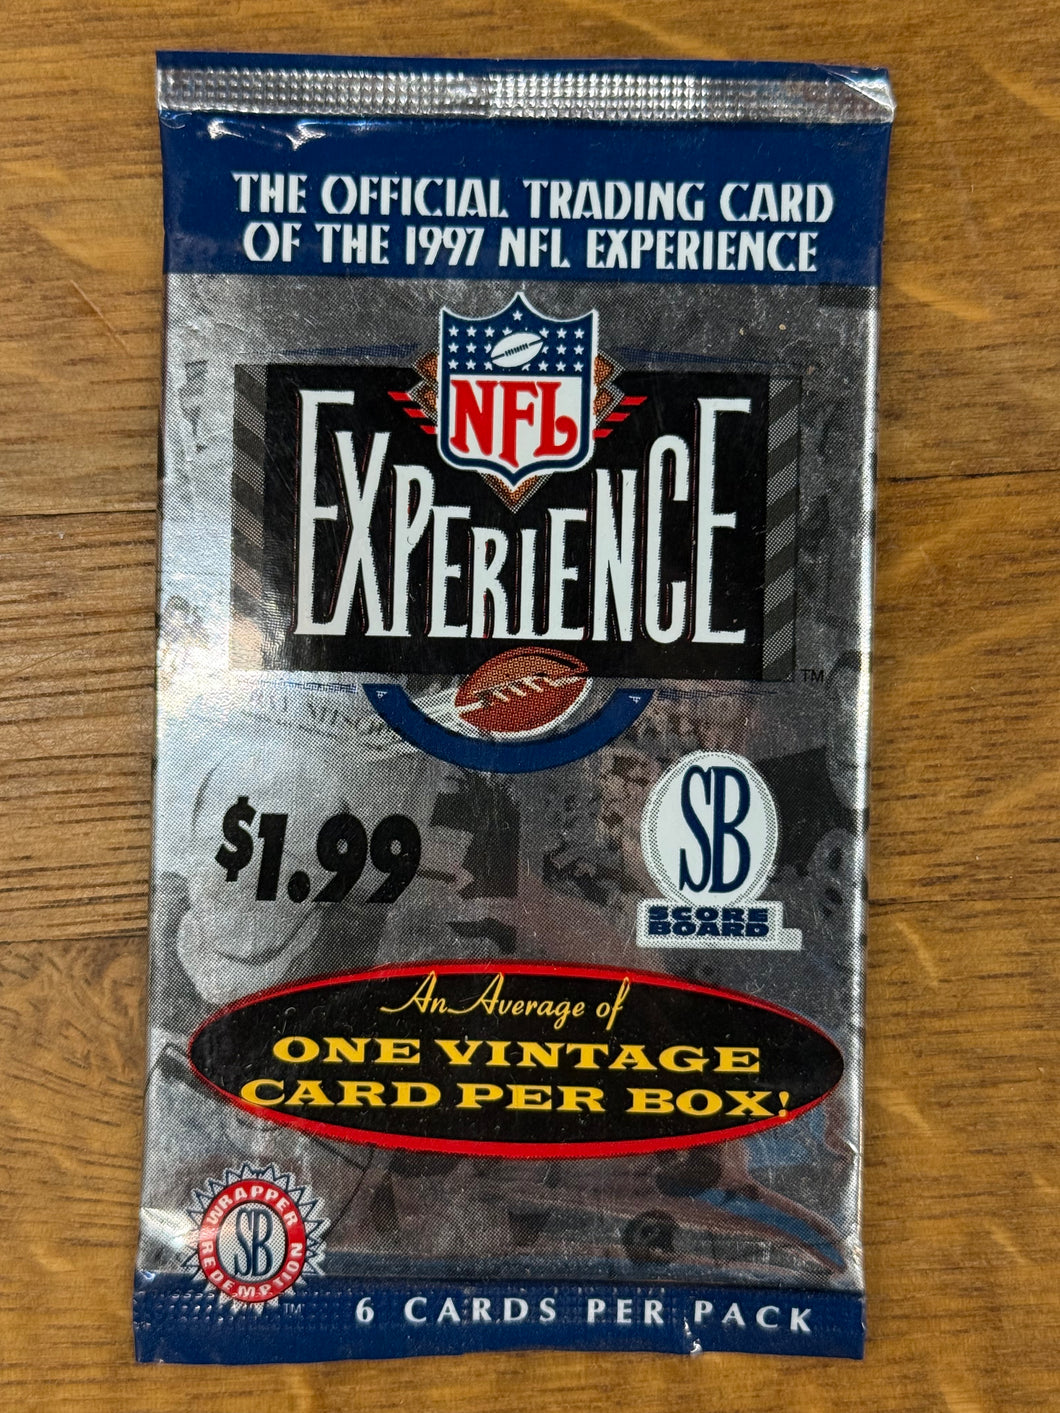 THE OFFICIAL TRADING CARD
OF THE 1997 NFL EXPERIENCE
NFL
EXPERIENCE
TM
$1.99
SB
SCORE
BOARD
An Average of
ONE VINTAGE
CARD PER BOX!
WRAPPER
SB
REDEMPTION
TM
6 CARDS PER PACK